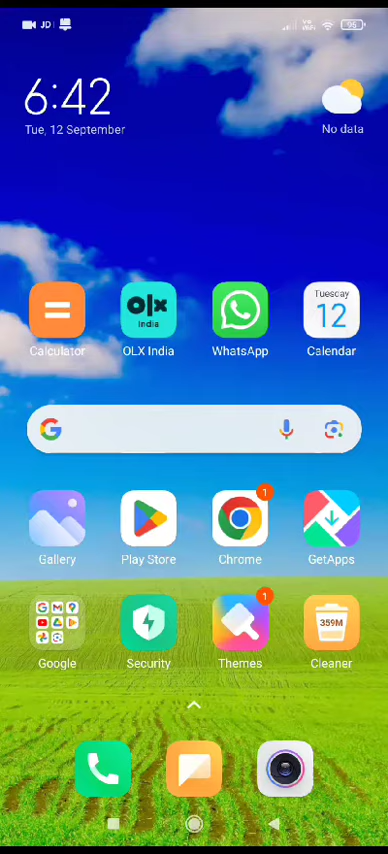 JD
96
6:42
Tue, 12 September
No data
Tuesday
12
olx
India
Calculator
OLX India
WhatsApp
Calendar
1
Gallery
Play Store
Chrome
GetApps
1
359M
Google
Security
Themes
Cleaner